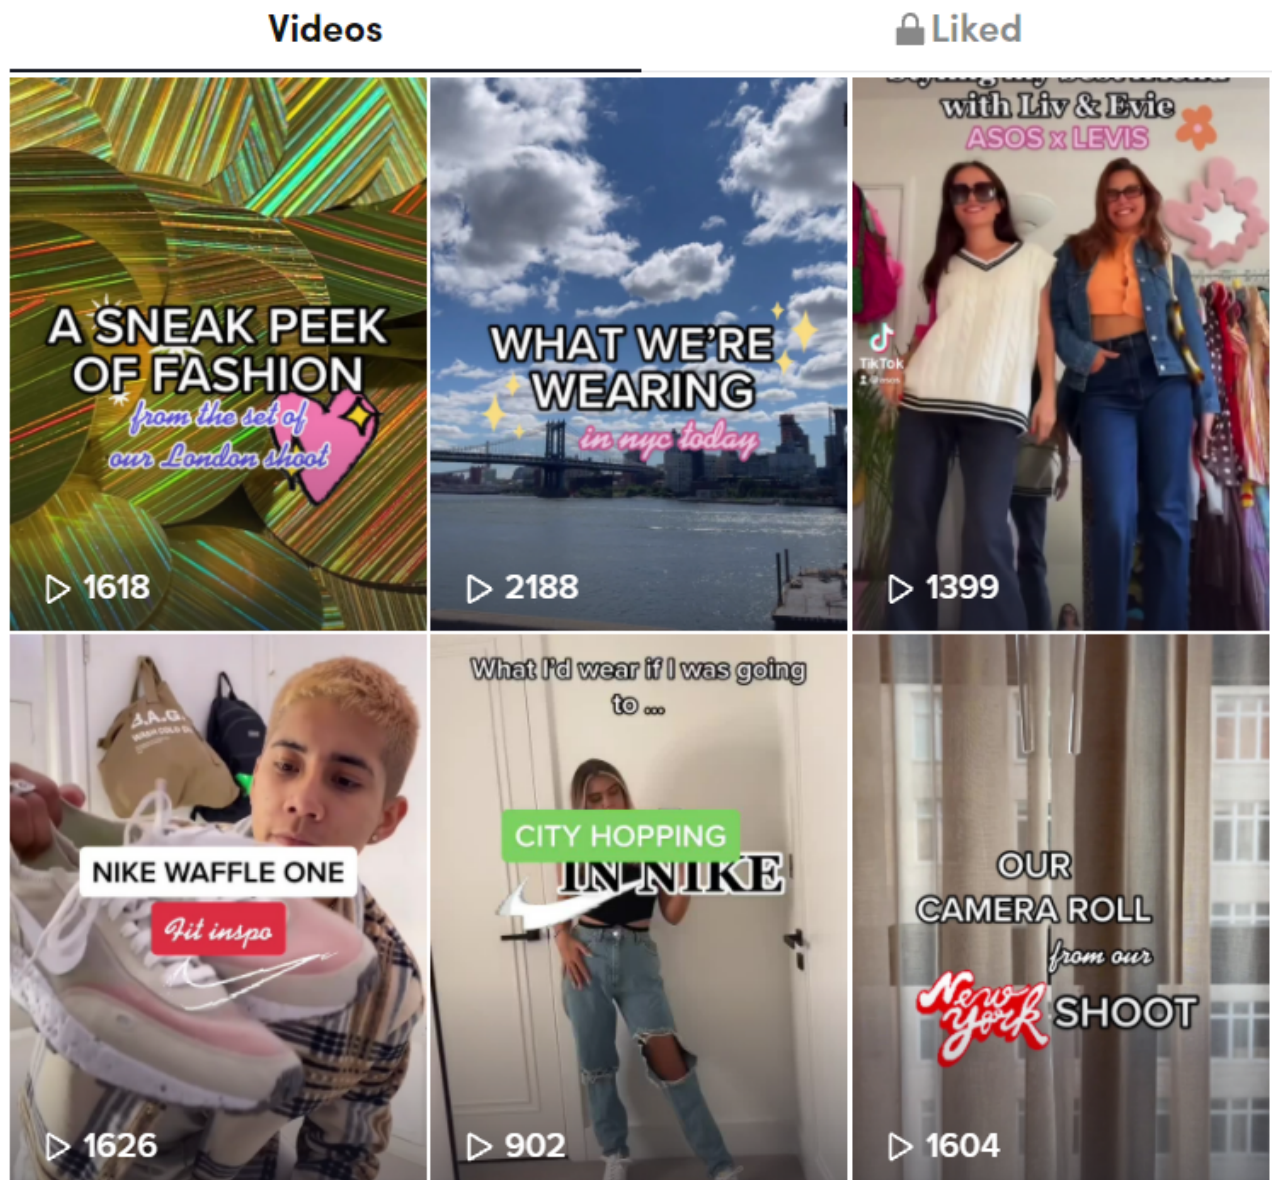 Videos
Liked
A SNEAK PEEK
OF FASHION
from the set of
our London shoot
1618
WHAT WE'RE
WEARING
in nyc today
2188
with Liv & Evie
ASOS x LEVIS
TikTok
1399
B.A.G.
NIKE WAFFLE ONE
Fit inspo
1626
What I'd wear if I was going
to ...
CITY HOPPING
IN NIKE
902
OUR
CAMERA ROLL
from our
New
York SHOOT
1604